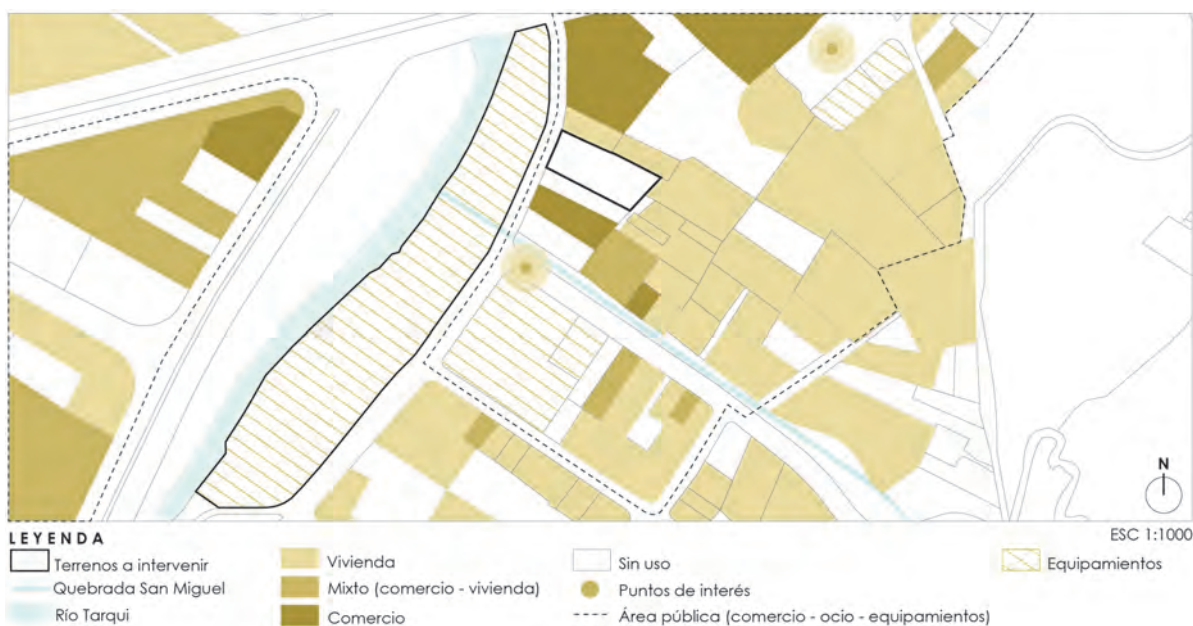 N
ESC 1:1000
LEYENDA
Terrenos a intervenir
Quebrada San Miguel
Río Tarqui
Vivienda
Mixto (comercio - vivienda)
Comercio
Sin uso
Puntos de interés
Área pública (comercio - ocio - equipamientos)
Equipamientos